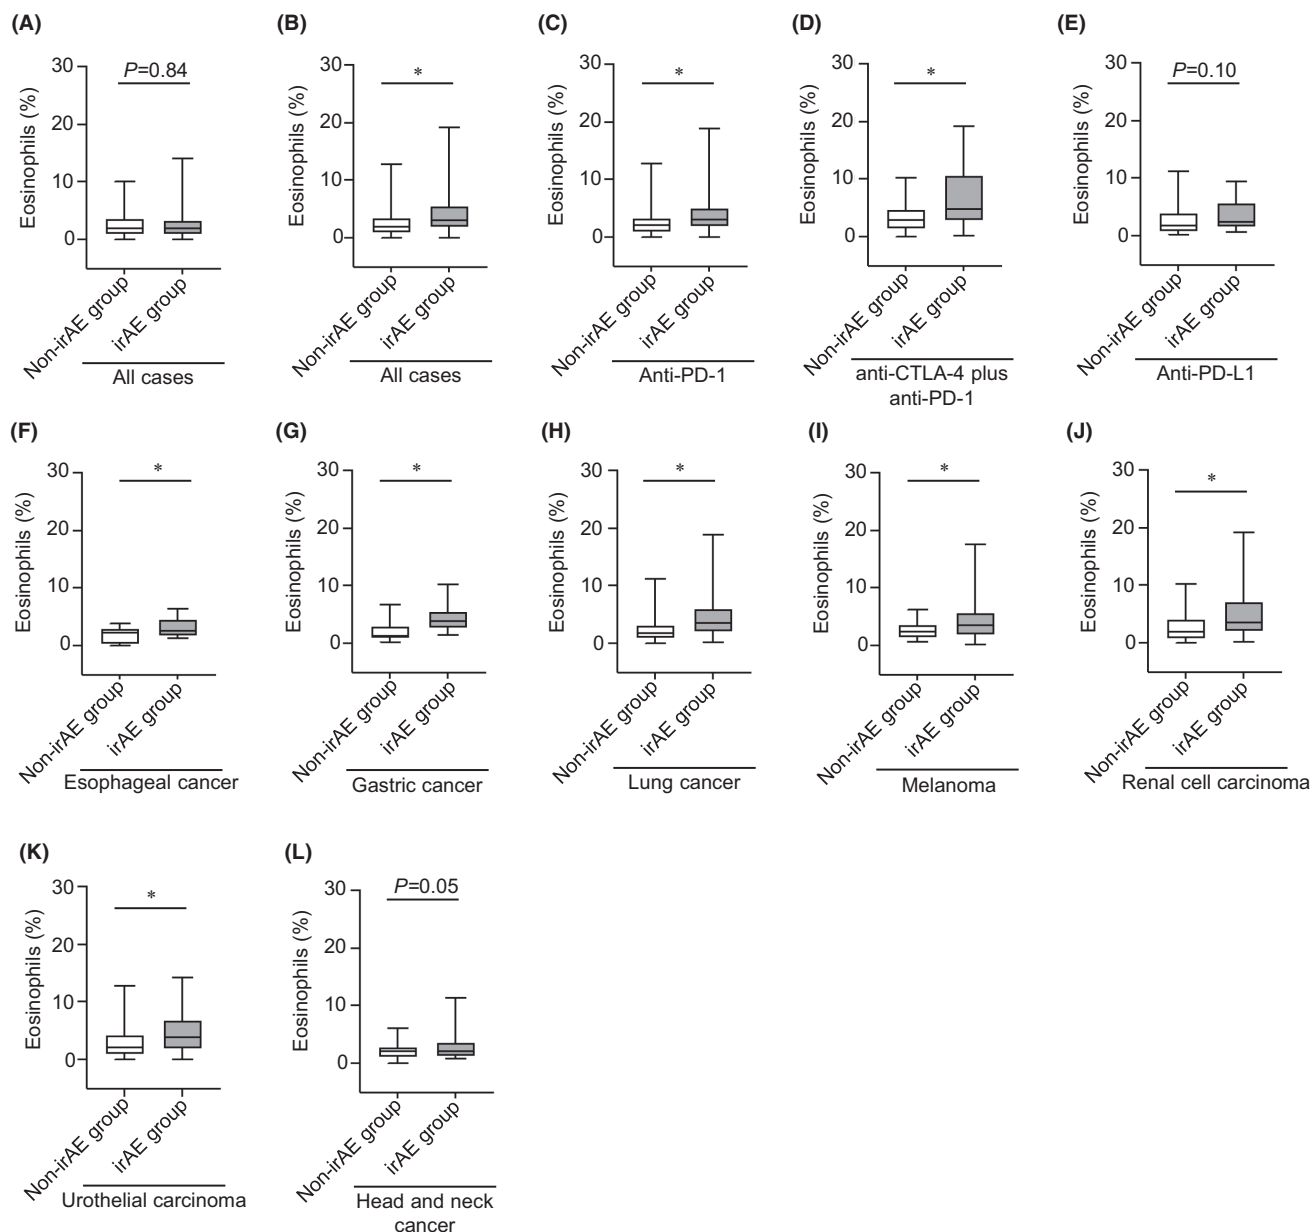 (A)
P=0.84
30
20
10
0
Eosinophils (%)
Non-irAE group
irAE group
All cases
(B)
*
30
20
10
0
Eosinophils (%)
Non-irAE group
irAE group
All cases
(C)
*
30
20
10
0
Eosinophils (%)
Non-irAE group
irAE group
Anti-PD-1
(D)
*
30
20
10
0
Eosinophils (%)
Non-irAE group
irAE group
anti-CTLA-4 plus
anti-PD-1
(E)
P=0.10
30
20
10
0
Eosinophils (%)
Non-irAE group
irAE group
Anti-PD-L1
(F)
*
30
20
10
0
Eosinophils (%)
Non-irAE group
irAE group
Esophageal cancer
(G)
*
30
20
10
0
Eosinophils (%)
Non-irAE group
irAE group
Gastric cancer
(H)
*
30
20
10
0
Eosinophils (%)
Non-irAE group
irAE group
Lung cancer
(I)
*
30
20
10
0
Eosinophils (%)
Non-irAE group
irAE group
Melanoma
(J)
*
30
20
10
0
Eosinophils (%)
Non-irAE group
irAE group
Renal cell carcinoma
(K)
*
30
20
10
0
Eosinophils (%)
Non-irAE group
irAE group
Urothelial carcinoma
(L)
P=0.05
30
20
10
0
Eosinophils (%)
Non-irAE group
irAE group
Head and neck
cancer